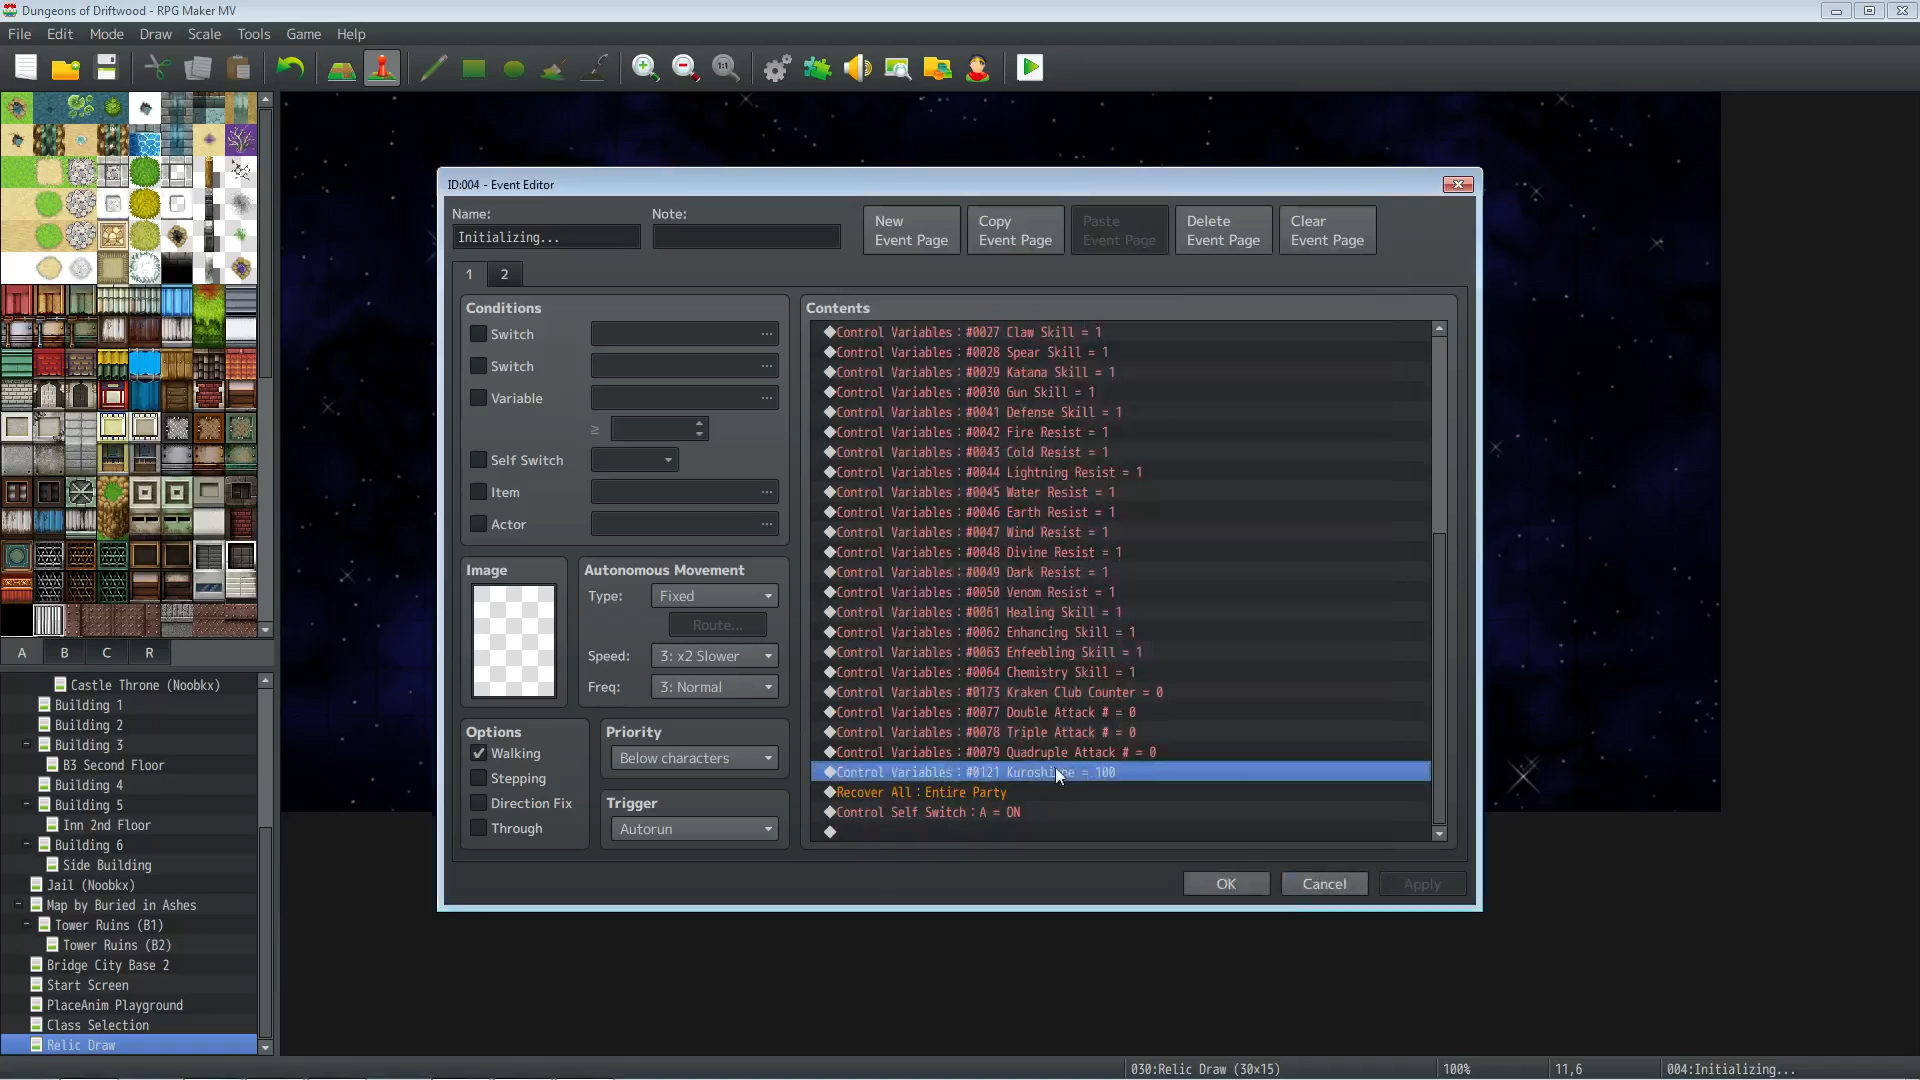 Dungeons of Driftwood - RPG Maker MV
File Edit Mode Draw Scale Tools Game Help
1:1
ID:004 - Event Editor
Name:
Note:
Initializing...
New Event Page
Copy Event Page
Paste Event Page
Delete Event Page
Clear Event Page
1 2
Conditions
Switch ...
Switch ...
Variable ...
≥
Self Switch
Item ...
Actor ...
Image
Autonomous Movement
Type: Fixed
Route...
Speed: 3: x2 Slower
Freq: 3: Normal
Options
Walking
Stepping
Direction Fix
Through
Priority
Below characters
Trigger
Autorun
Contents
◆Control Variables：#0027 Claw Skill = 1
◆Control Variables：#0028 Spear Skill = 1
◆Control Variables：#0029 Katana Skill = 1
◆Control Variables：#0030 Gun Skill = 1
◆Control Variables：#0041 Defense Skill = 1
◆Control Variables：#0042 Fire Resist = 1
◆Control Variables：#0043 Cold Resist = 1
◆Control Variables：#0044 Lightning Resist = 1
◆Control Variables：#0045 Water Resist = 1
◆Control Variables：#0046 Earth Resist = 1
◆Control Variables：#0047 Wind Resist = 1
◆Control Variables：#0048 Divine Resist = 1
◆Control Variables：#0049 Dark Resist = 1
◆Control Variables：#0050 Venom Resist = 1
◆Control Variables：#0061 Healing Skill = 1
◆Control Variables：#0062 Enhancing Skill = 1
◆Control Variables：#0063 Enfeebling Skill = 1
◆Control Variables：#0064 Chemistry Skill = 1
◆Control Variables：#0173 Kraken Club Counter = 0
◆Control Variables：#0077 Double Attack # = 0
◆Control Variables：#0078 Triple Attack # = 0
◆Control Variables：#0079 Quadruple Attack # = 0
◆Control Variables：#0121 = 100
◆Recover All：Entire Party
◆Control Self Switch：A = ON
◆
OK Cancel Apply
A B C R
Castle Throne (Noobkx)
Building 1
Building 2
Building 3
B3 Second Floor
Building 4
Building 5
Inn 2nd Floor
Building 6
Side Building
Jail (Noobkx)
Map by Buried in Ashes
Tower Ruins (B1)
Tower Ruins (B2)
Bridge City Base 2
Start Screen
PlaceAnim Playground
Class Selection
Relic Draw
030:Relic Draw (30x15) 100% 11,6 004:Initializing...